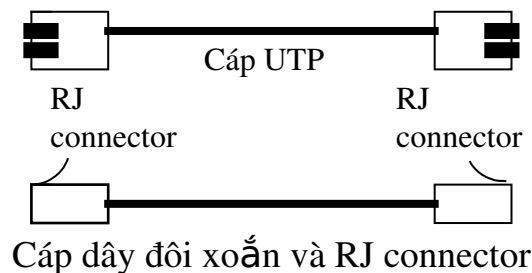 Cáp UTP
RJ
connector
RJ
connector
Cáp dây đôi xoắn và RJ connector